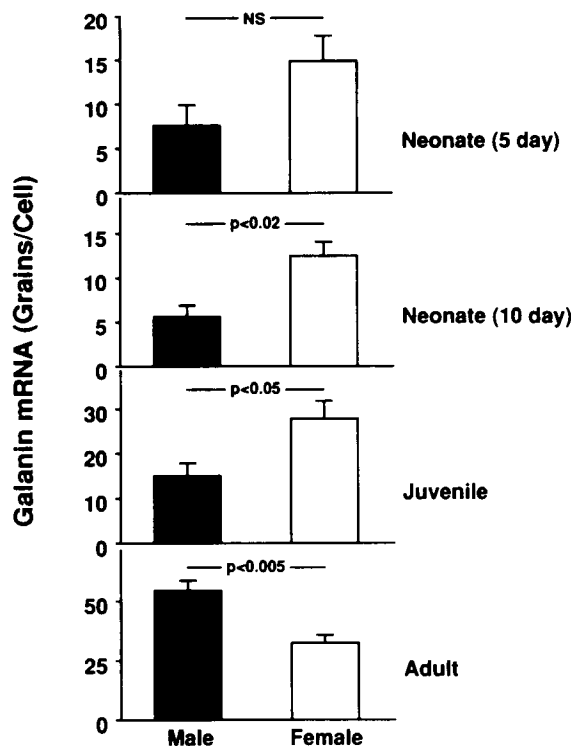 Galanin mRNA (Grains/Cell)
20
15
10
5
0
NS
Neonate (5 day)
15
10
5
0
p<0.02
Neonate (10 day)
30
20
10
0
p<0.05
Juvenile
50
25
0
p<0.005
Adult
Male Female